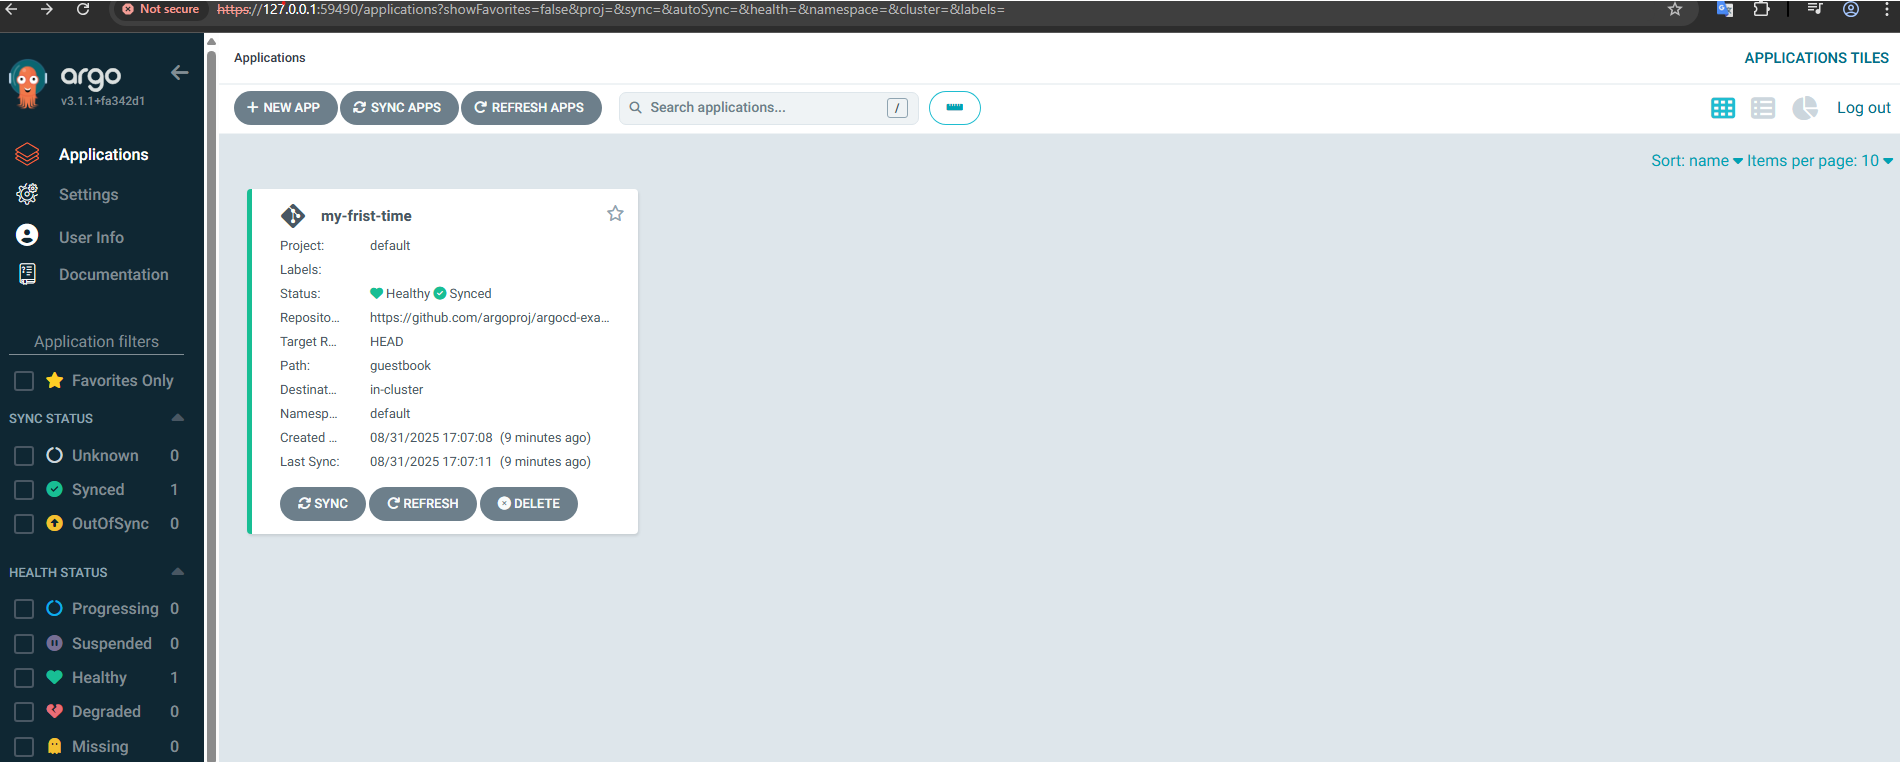 Not secure https://127.0.0.1:59490/applications?showFavorites=false&proj=&sync=&autoSync=&health=&namespace=&cluster=&labels=
argo
v3.1.1+fa342d1
Applications
Settings
User Info
Documentation
Application filters
Favorites Only
SYNC STATUS
Unknown 0
Synced 1
OutOfSync 0
HEALTH STATUS
Progressing 0
Suspended 0
Healthy 1
Degraded 0
Missing 0
Applications
APPLICATIONS TILES
NEW APP SYNC APPS REFRESH APPS Search applications... / Log out
Sort: name Items per page: 10
my-frist-time
Project: default
Labels:
Status: Healthy Synced
Reposito... https://github.com/argoproj/argocd-exa...
Target R... HEAD
Path: guestbook
Destinat... in-cluster
Namesp... default
Created ... 08/31/2025 17:07:08 (9 minutes ago)
Last Sync: 08/31/2025 17:07:11 (9 minutes ago)
SYNC REFRESH DELETE